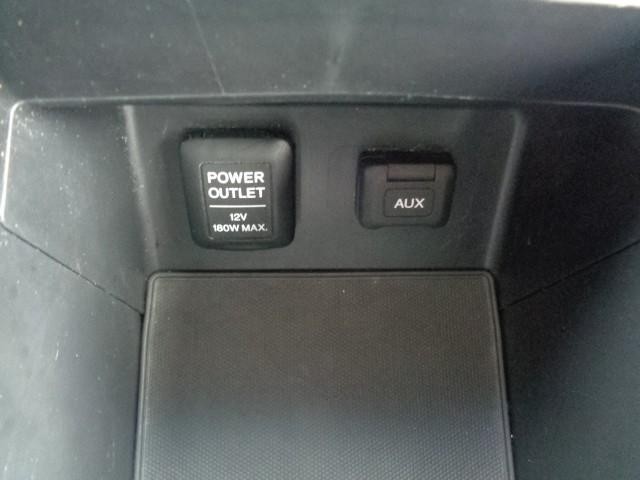 POWER
OUTLET
12V
180W MAX.
AUX